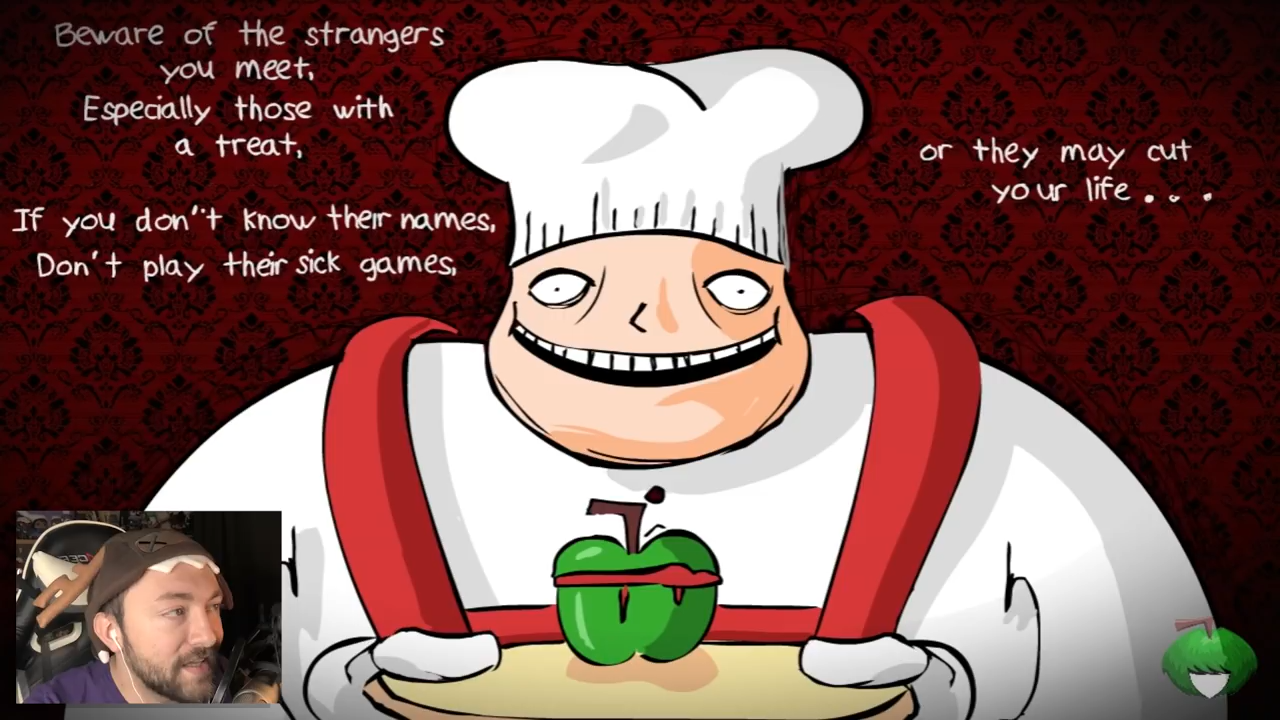 Beware of the strangers
you meet,
Especially those with
a treat,
If you don't know their names,
Don't play their sick games,
or they may cut
your life...